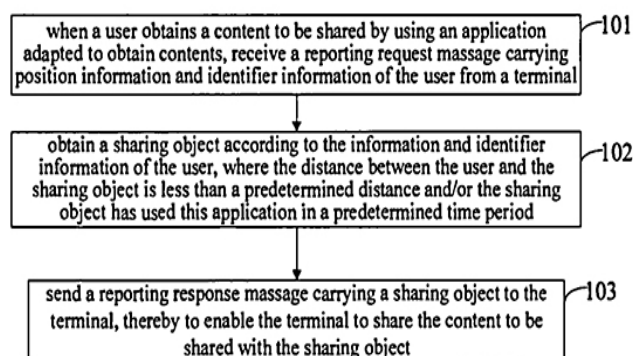 when a user obtains a content to be shared by using an application
101
adapted to obtain contents, receive a reporting request massage carrying
position information and identifier information of the user from a terminal
obtain a sharing object according to the information and identifier
102
information of the user, where the distance between the user and the
sharing object is less than a predetermined distance and/or the sharing
object has used this application in a predetermined time period
send a reporting response massage carrying a sharing object to the
103
terminal, thereby to enable the terminal to share the content to be
shared with the sharing object